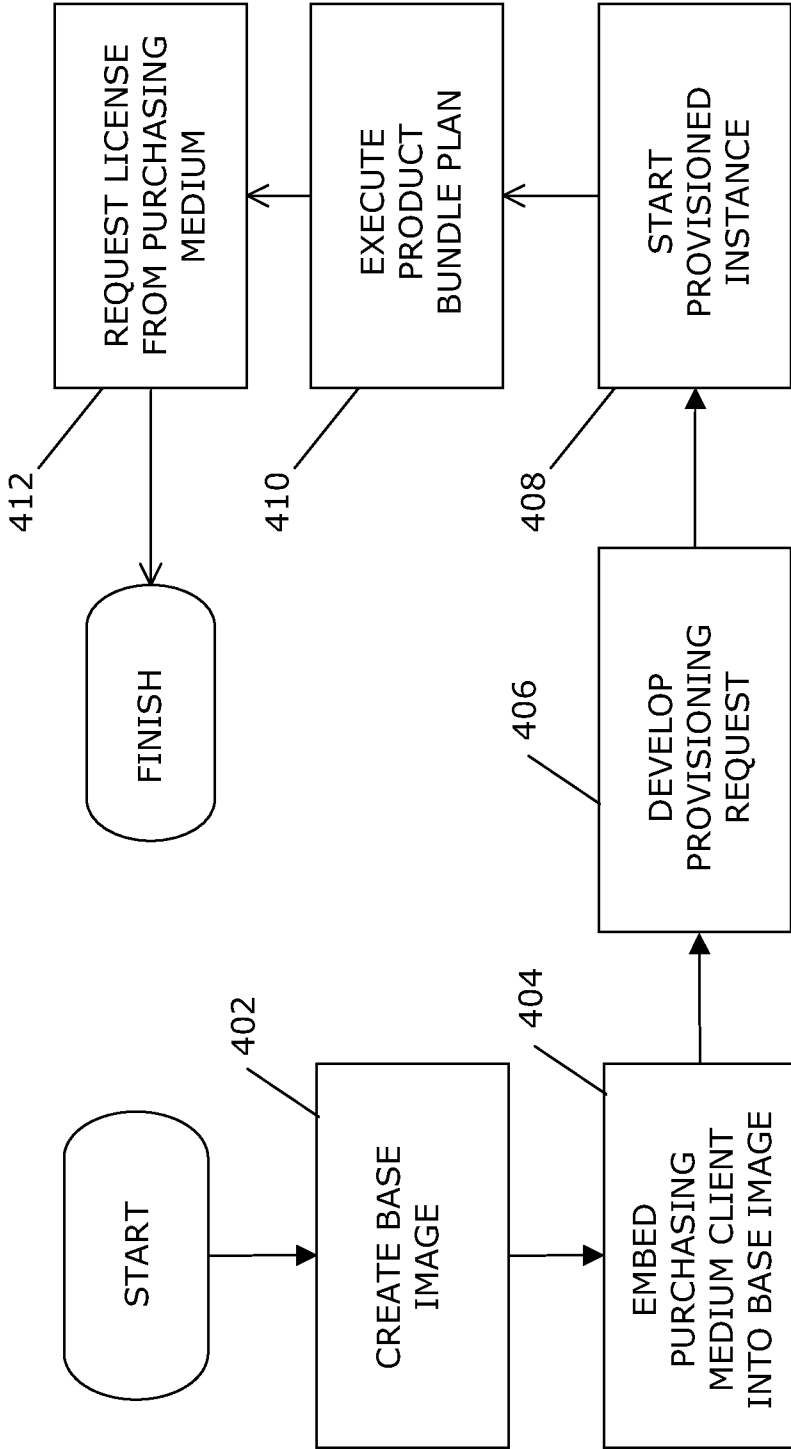 START
402
CREATE BASE
IMAGE
404
EMBED
PURCHASING
MEDIUM CLIENT
INTO BASE IMAGE
406
DEVELOP
PROVISIONING
REQUEST
408
START
PROVISIONED
INSTANCE
410
EXECUTE
PRODUCT
BUNDLE PLAN
412
REQUEST LICENSE
FROM PURCHASING
MEDIUM
FINISH